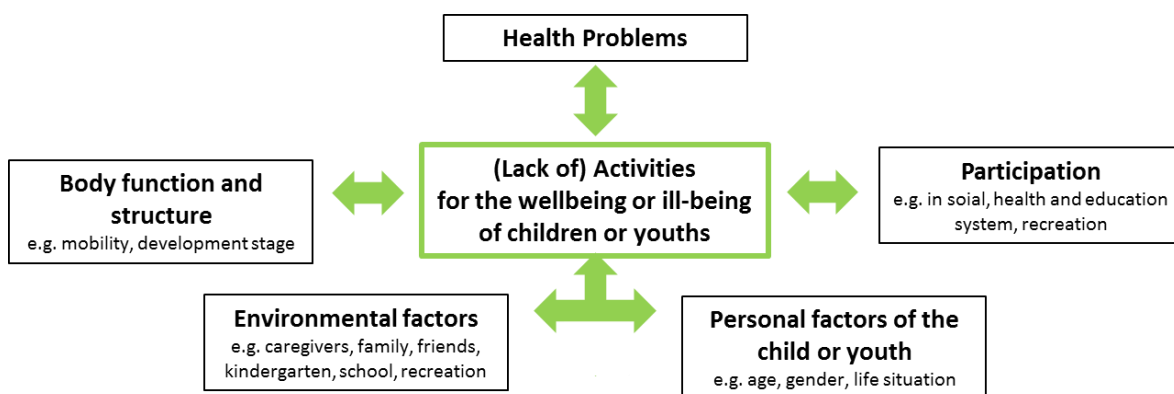 Health Problems
(Lack of) Activities
for the wellbeing or ill-being
of children or youths
Body function and
structure
e.g. mobility, development stage
Participation
e.g. in soial, health and education
system, recreation
Environmental factors
e.g. caregivers, family, friends,
kindergarten, school, recreation
Personal factors of the
child or youth
e.g. age, gender, life situation